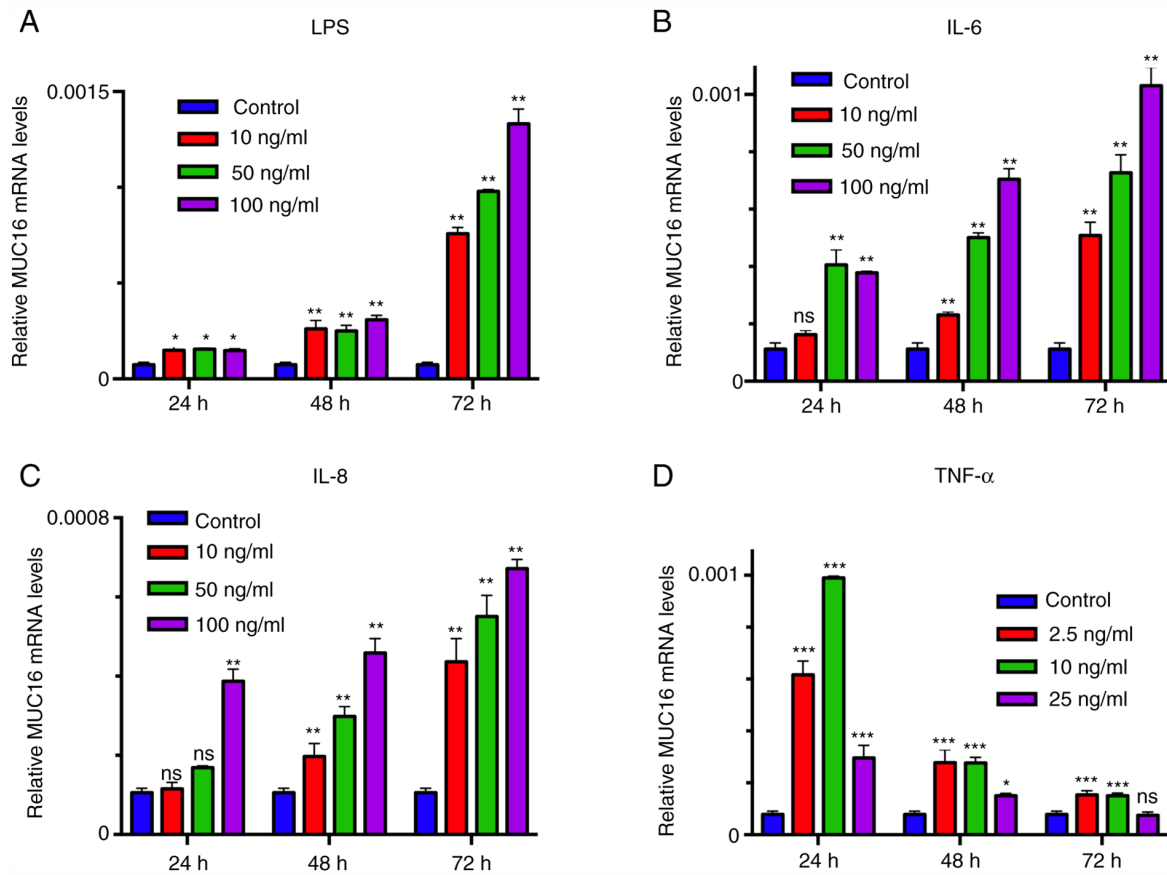 A
LPS
Relative MUC16 mRNA levels
0.0015
0
Control
10 ng/ml
50 ng/ml
100 ng/ml
* * *
** ** **
** ** **
24 h 48 h 72 h
B
IL-6
Relative MUC16 mRNA levels
0.001
0
Control
10 ng/ml
50 ng/ml
100 ng/ml
ns ** **
** ** **
** ** **
24 h 48 h 72 h
C
IL-8
Relative MUC16 mRNA levels
0.0008
0
Control
10 ng/ml
50 ng/ml
100 ng/ml
ns ns **
** ** **
** ** **
24 h 48 h 72 h
D
TNF-α
Relative MUC16 mRNA levels
0.001
0
Control
2.5 ng/ml
10 ng/ml
25 ng/ml
*** *** ***
*** *** *
*** *** ns
24 h 48 h 72 h